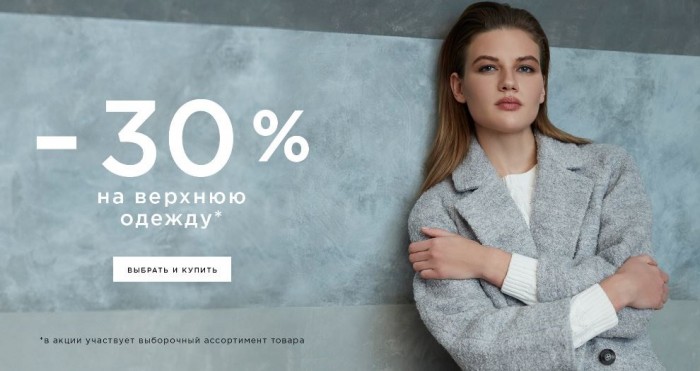 - 30 %
на верхнюю
одежду*
ВЫБРАТЬ И КУПИТЬ
*в акции участвует выборочный ассортимент товара